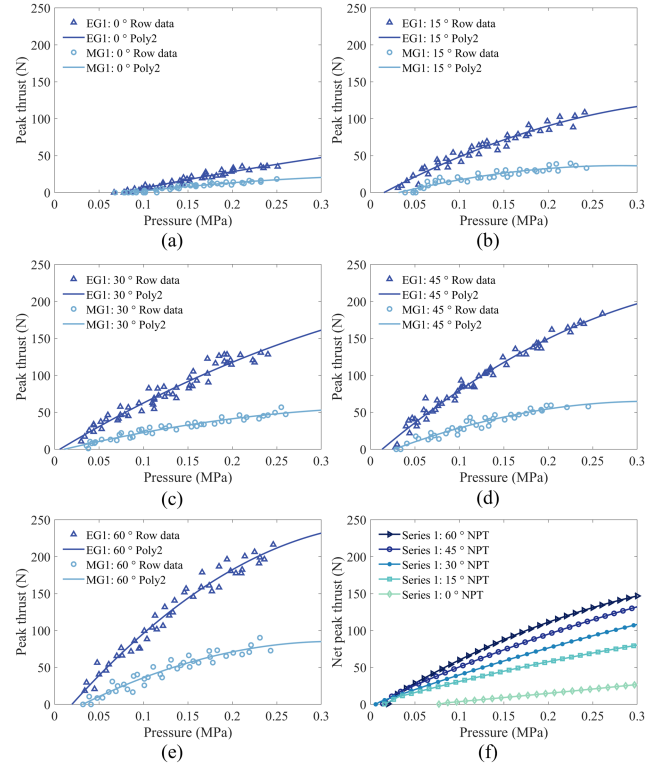 250
200
150
100
50
0
Peak thrust (N)
EG1: 0 ° Row data
EG1: 0 ° Poly2
MG1: 0 ° Row data
MG1: 0 ° Poly2
0 0.05 0.1 0.15 0.2 0.25 0.3
Pressure (MPa)
(a)
250
200
150
100
50
0
Peak thrust (N)
EG1: 15 ° Row data
EG1: 15 ° Poly2
MG1: 15 ° Row data
MG1: 15 ° Poly2
0 0.05 0.1 0.15 0.2 0.25 0.3
Pressure (MPa)
(b)
250
200
150
100
50
0
Peak thrust (N)
EG1: 30 ° Row data
EG1: 30 ° Poly2
MG1: 30 ° Row data
MG1: 30 ° Poly2
0 0.05 0.1 0.15 0.2 0.25 0.3
Pressure (MPa)
(c)
250
200
150
100
50
0
Peak thrust (N)
EG1: 45 ° Row data
EG1: 45 ° Poly2
MG1: 45 ° Row data
MG1: 45 ° Poly2
0 0.05 0.1 0.15 0.2 0.25 0.3
Pressure (MPa)
(d)
250
200
150
100
50
0
Peak thrust (N)
EG1: 60 ° Row data
EG1: 60 ° Poly2
MG1: 60 ° Row data
MG1: 60 ° Poly2
0 0.05 0.1 0.15 0.2 0.25 0.3
Pressure (MPa)
(e)
250
200
150
100
50
0
Net peak thrust (N)
Series 1: 60 ° NPT
Series 1: 45 ° NPT
Series 1: 30 ° NPT
Series 1: 15 ° NPT
Series 1: 0 ° NPT
0 0.05 0.1 0.15 0.2 0.25 0.3
Pressure (MPa)
(f)